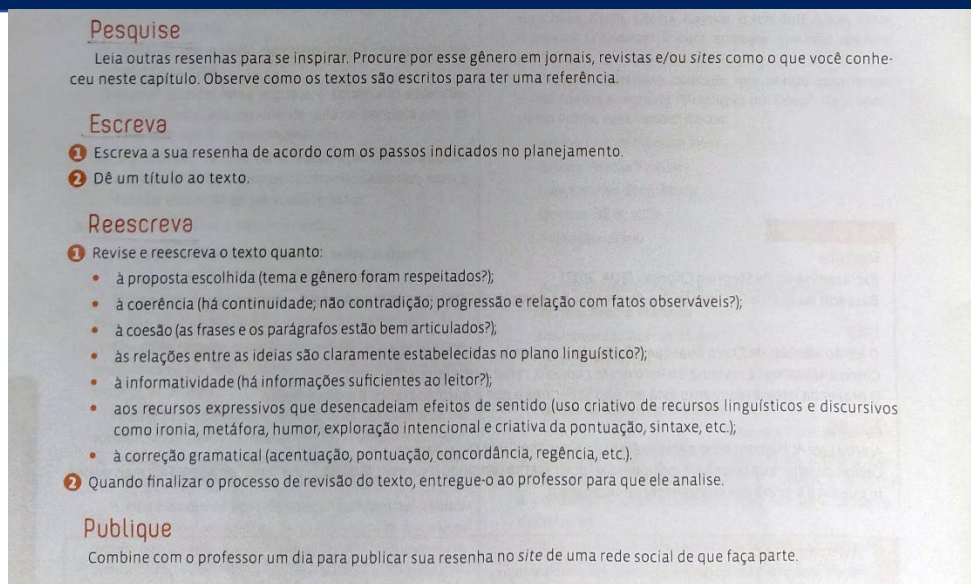 Pesquise
Leia outras resenhas para se inspirar. Procure por esse gênero em jornais, revistas e/ou sites como o que você conhe-
ceu neste capítulo. Observe como os textos são escritos para ter uma referência.
Escreva
1 Escreva a sua resenha de acordo com os passos indicados no planejamento.
2 Dê um título ao texto.
Reescreva
1 Revise e reescreva o texto quanto:
• à proposta escolhida (tema e gênero foram respeitados?);
• à coerência (há continuidade; não contradição; progressão e relação com fatos observáveis?);
• à coesão (as frases e os parágrafos estão bem articulados?);
• às relações entre as ideias são claramente estabelecidas no plano linguístico?);
• à informatividade (há informações suficientes ao leitor?);
• aos recursos expressivos que desencadeiam efeitos de sentido (uso criativo de recursos linguísticos e discursivos
como ironia, metáfora, humor, exploração intencional e criativa da pontuação, sintaxe, etc.);
• à correção gramatical (acentuação, pontuação, concordância, regência, etc.).
2 Quando finalizar o processo de revisão do texto, entregue-o ao professor para que ele analise.
Publique
Combine com o professor um dia para publicar sua resenha no site de uma rede social de que faça parte.